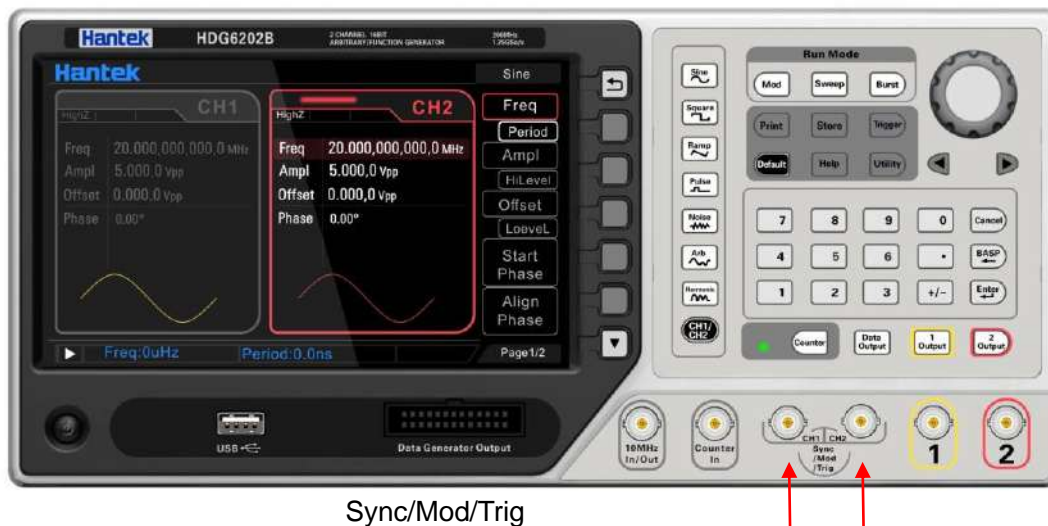 Hantek HDG6202B 2 CHANNEL 16BIT 200MHz
ARBITRARY/FUNCTION GENERATOR 1.25GSa/s
Hantek Sine
CH1
HighZ
Freq 20.000,000,000,0 MHz
Ampl 5.000,0 Vpp
Offset 0.000,0 Vpp
Phase 0.00°
CH2
HighZ
Freq 20.000,000,000,0 MHz
Ampl 5.000,0 Vpp
Offset 0.000,0 Vpp
Phase 0.00°
Freq
Period
Ampl
HiLevel
Offset
LoeveL
Start
Phase
Align
Phase
Freq:0uHz Period:0.0ns Page1/2
Sine
Square
Ramp
Pulse
Noise
Arb
Harmonic
CH1/
CH2
Run Mode
Mod Sweep Burst
Print Store Trigger
Default Help Utility
7 8 9 0 Cancel
4 5 6 . BASP
1 2 3 +/- Enter
Counter
Data
Output
1
Output
2
Output
USB
Data Generator Output
10MHz
In/Out
Counter
In
CH1 CH2
Sync
/Mod
/Trig
1
2
Sync/Mod/Trig